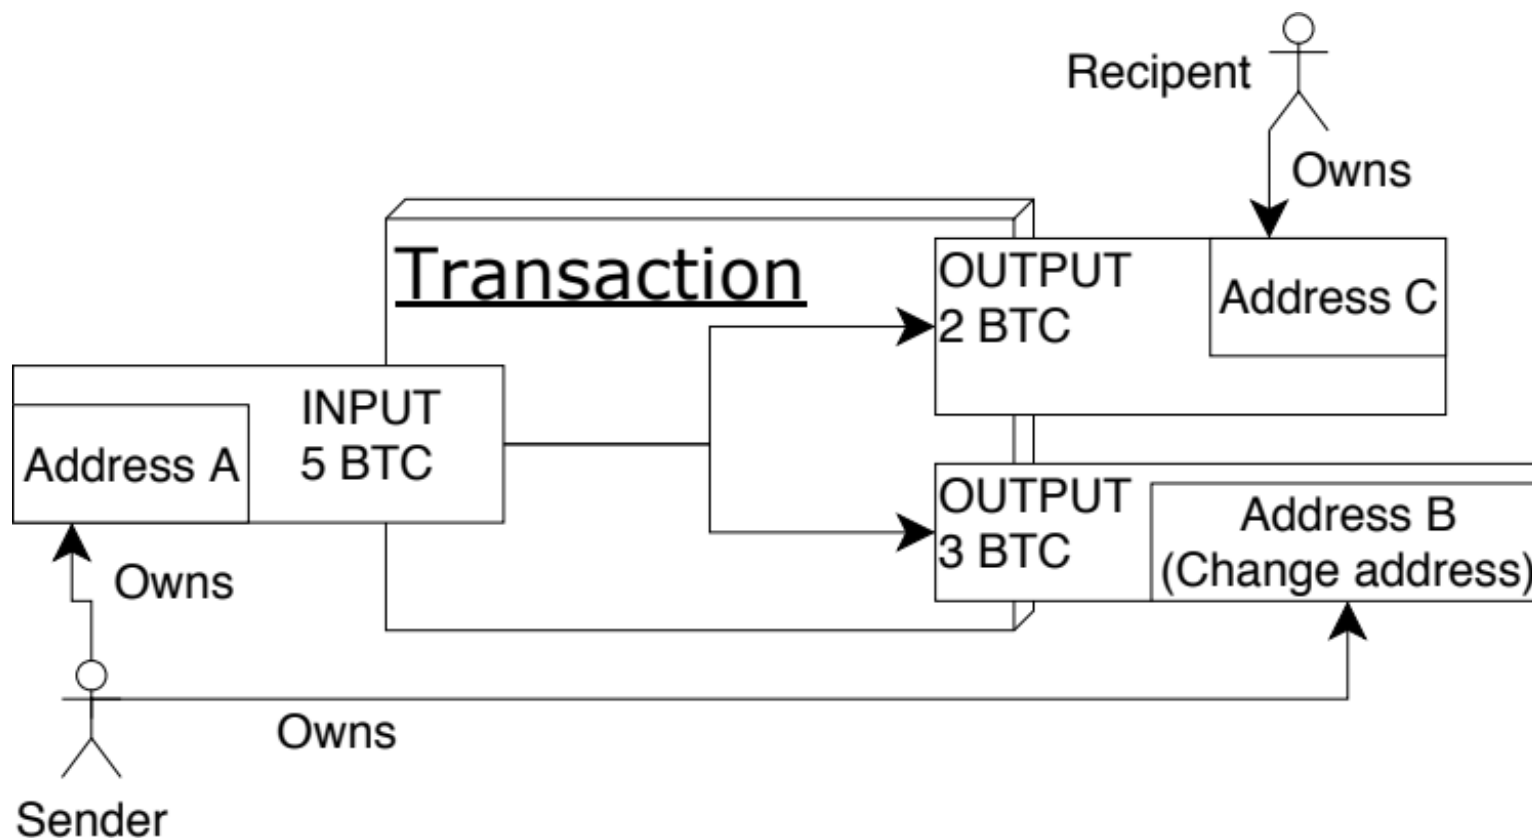 Recipent
Owns
Transaction
OUTPUT
2 BTC
Address C
INPUT
5 BTC
Address A
OUTPUT
3 BTC
Address B
(Change address)
Owns
Owns
Sender